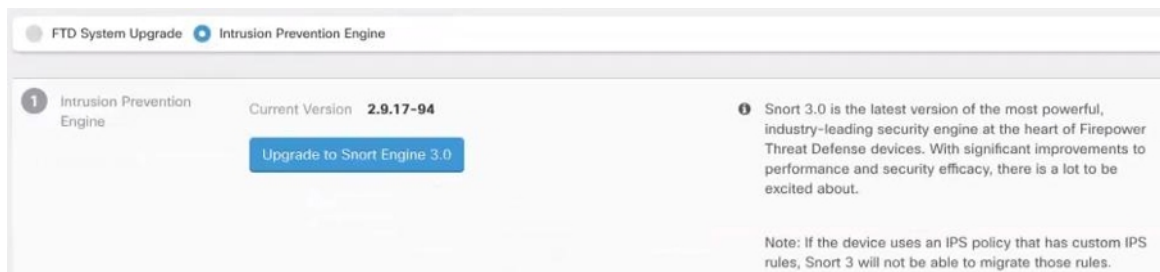 FTD System Upgrade Intrusion Prevention Engine
1 Intrusion Prevention
Engine
Current Version 2.9.17-94
Upgrade to Snort Engine 3.0
Snort 3.0 is the latest version of the most powerful,
industry-leading security engine at the heart of Firepower
Threat Defense devices. With significant improvements to
performance and security efficacy, there is a lot to be
excited about.
Note: If the device uses an IPS policy that has custom IPS
rules, Snort 3 will not be able to migrate those rules.